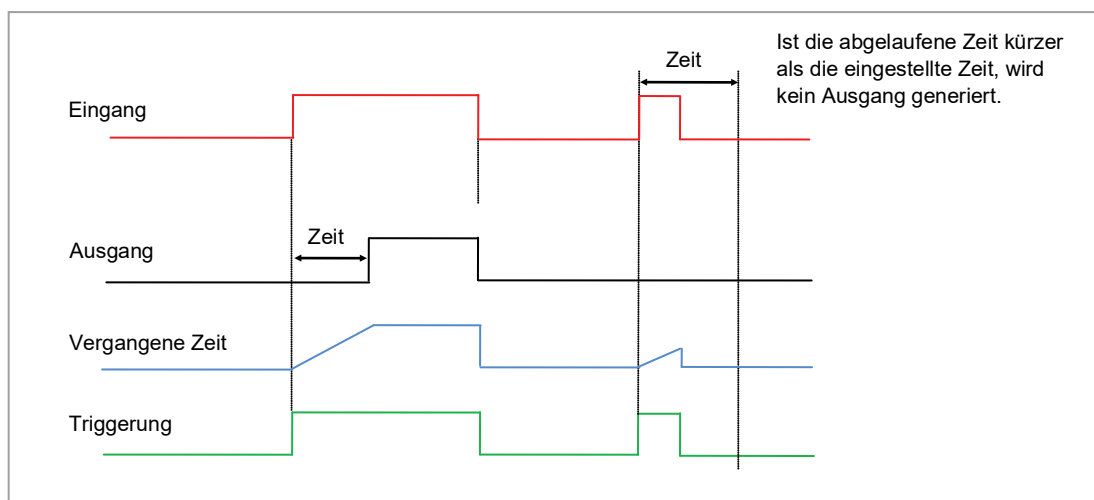 Ist die abgelaufene Zeit kürzer
als die eingestellte Zeit, wird
kein Ausgang generiert.
Zeit
Eingang
Zeit
Ausgang
Vergangene Zeit
Triggerung